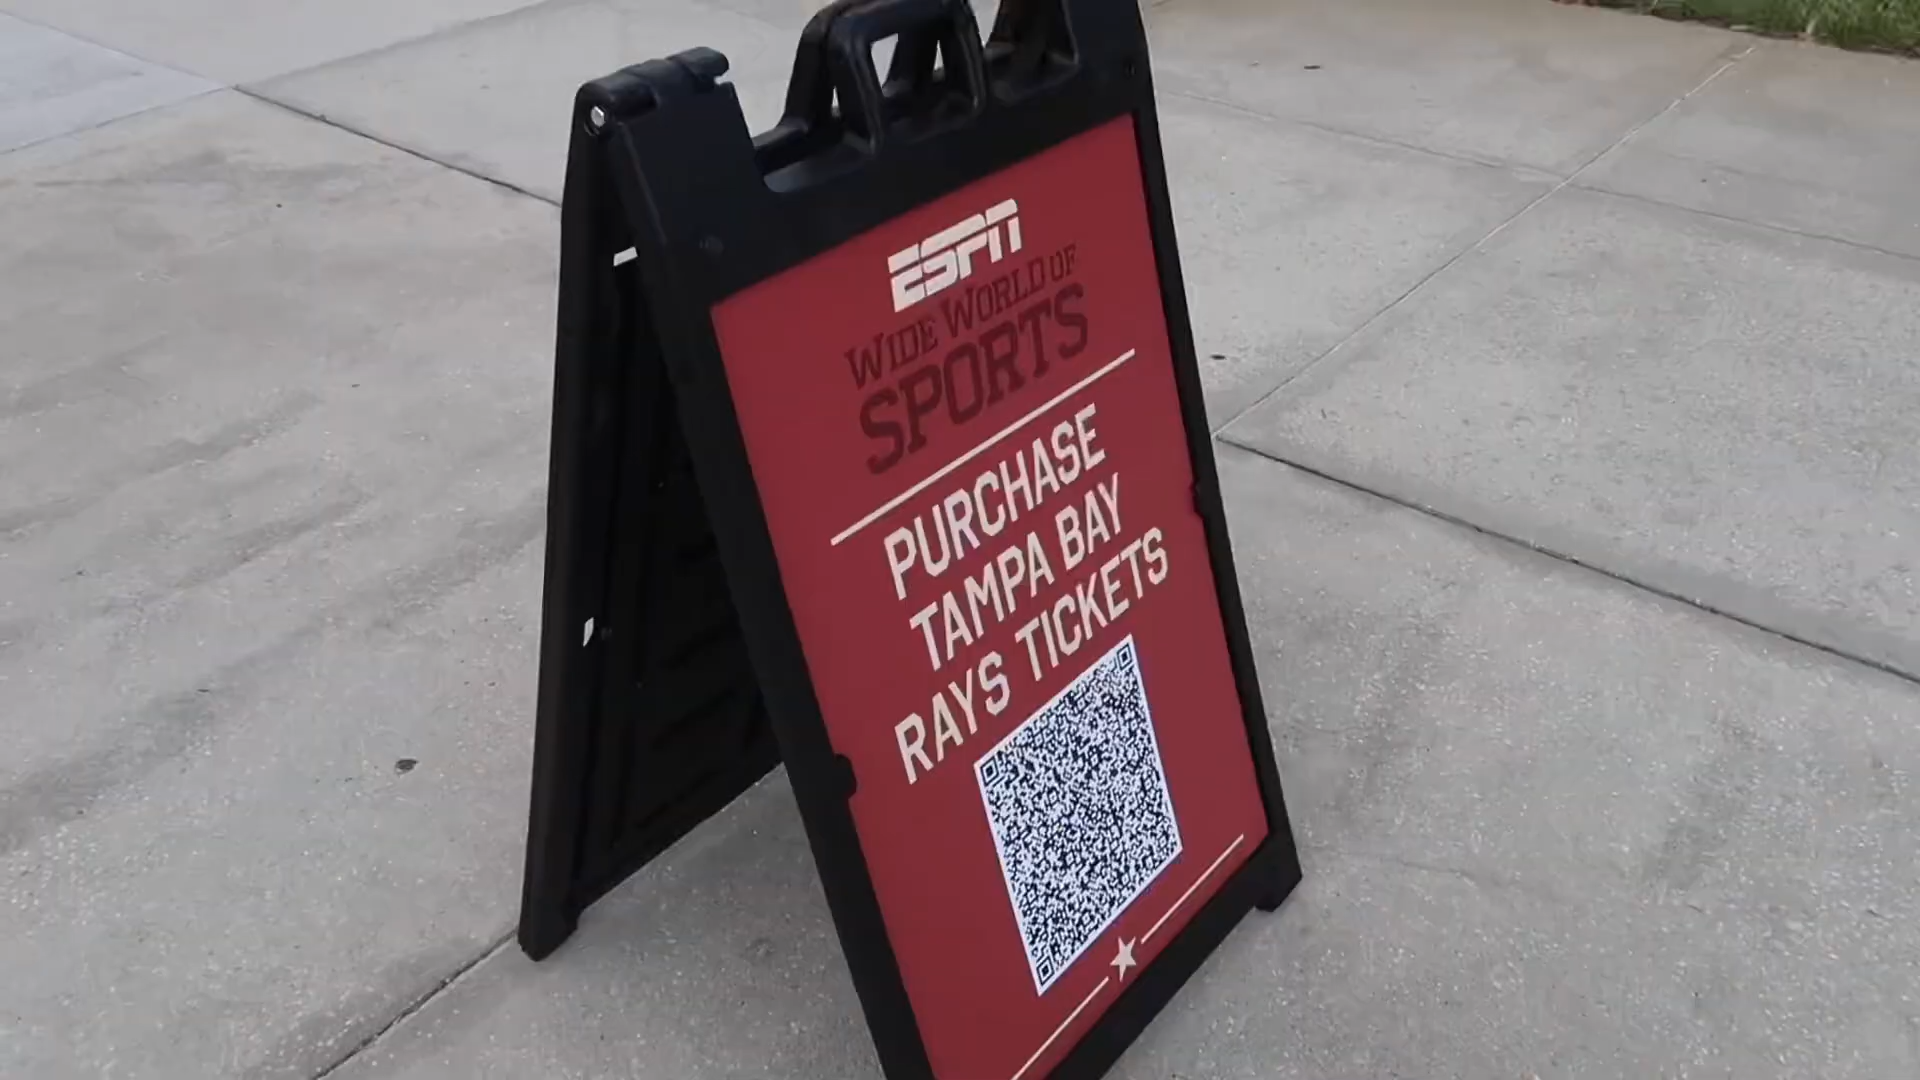 ESPN
WIDE WORLD OF
SPORTS
PURCHASE
TAMPA BAY
RAYS TICKETS